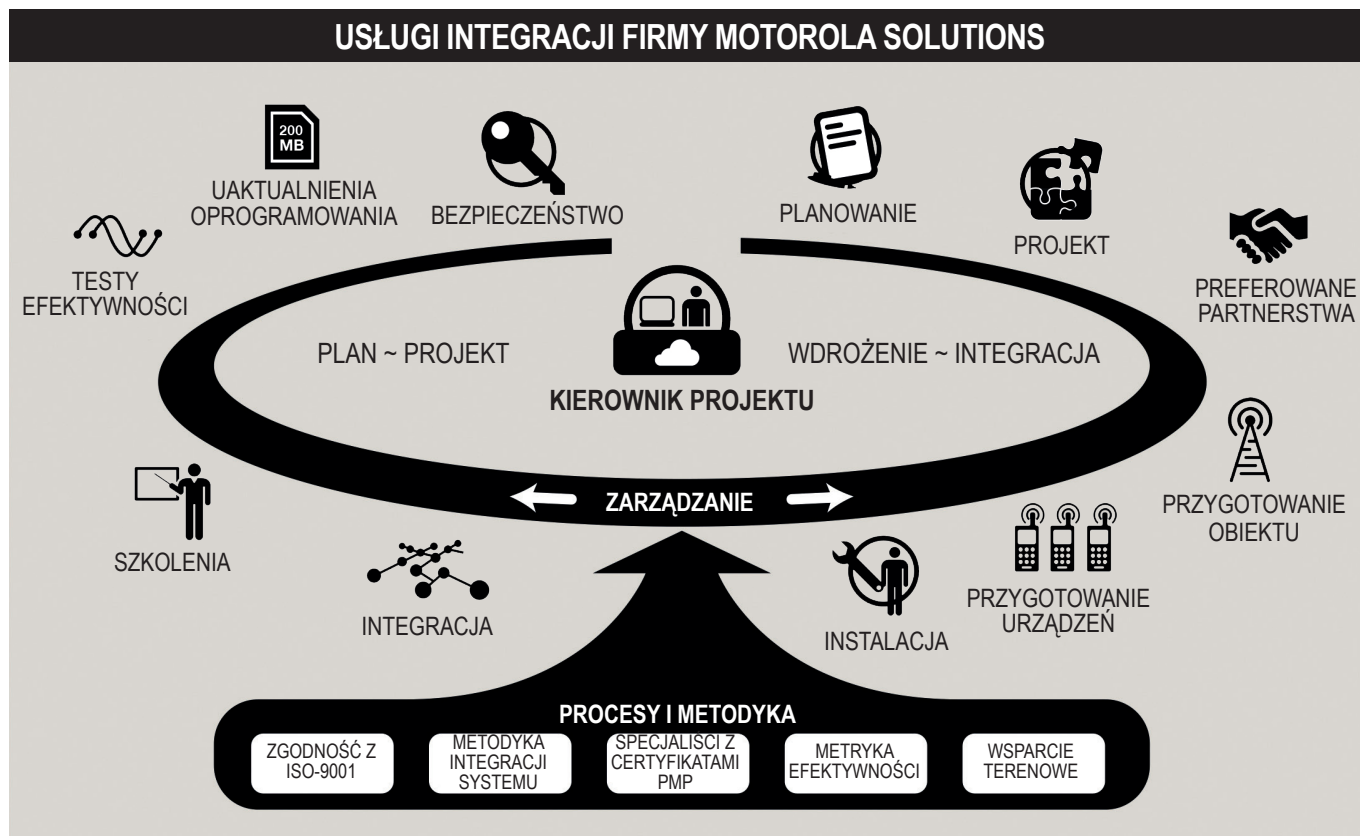 USŁUGI INTEGRACJI FIRMY MOTOROLA SOLUTIONS
200
MB
UAKTUALNIENIA
OPROGRAMOWANIA
BEZPIECZEŃSTWO
PLANOWANIE
PROJEKT
TESTY
EFEKTYWNOŚCI
PREFEROWANE
PARTNERSTWA
PLAN ~ PROJEKT
WDROŻENIE ~ INTEGRACJA
KIEROWNIK PROJEKTU
ZARZĄDZANIE
SZKOLENIA
INTEGRACJA
INSTALACJA
PRZYGOTOWANIE
URZĄDZEŃ
PRZYGOTOWANIE
OBIEKTU
PROCESY I METODYKA
ZGODNOŚĆ Z
ISO-9001
METODYKA
INTEGRACJI
SYSTEMU
SPECJALIŚCI Z
CERTYFIKATAMI
PMP
METRYKA
EFEKTYWNOŚCI
WSPARCIE
TERENOWE